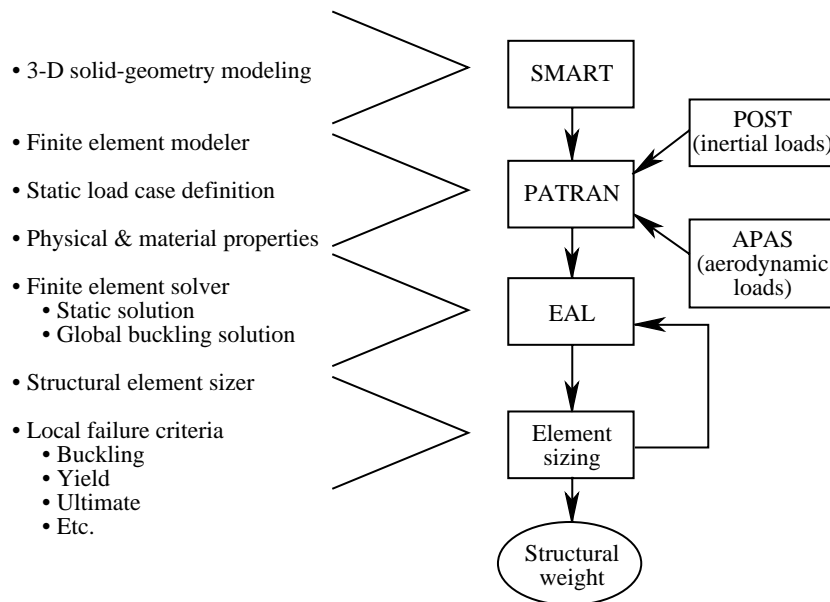 • 3-D solid-geometry modeling
• Finite element modeler
• Static load case definition
• Physical & material properties
• Finite element solver
• Static solution
• Global buckling solution
• Structural element sizer
• Local failure criteria
• Buckling
• Yield
• Ultimate
• Etc.
SMART
POST
(inertial loads)
PATRAN
APAS
(aerodynamic
loads)
EAL
Element
sizing
Structural
weight